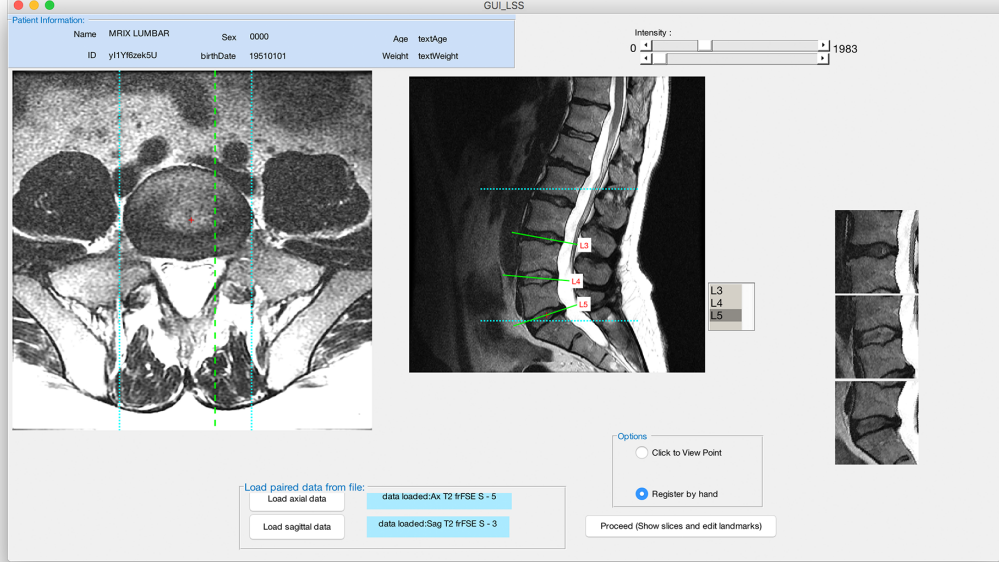 GUI_LSS
Patient Information:
Name MRIX LUMBAR Sex 0000 Age textAge
ID yI1Yf6zek5U birthDate 19510101 Weight textWeight
Intensity :
0 1983
L3
L4
L5
L3
L4
L5
Options
Click to View Point
Register by hand
Load paired data from file:
Load axial data data loaded:Ax T2 frFSE S - 5
Load sagittal data data loaded:Sag T2 frFSE S - 3
Proceed (Show slices and edit landmarks)